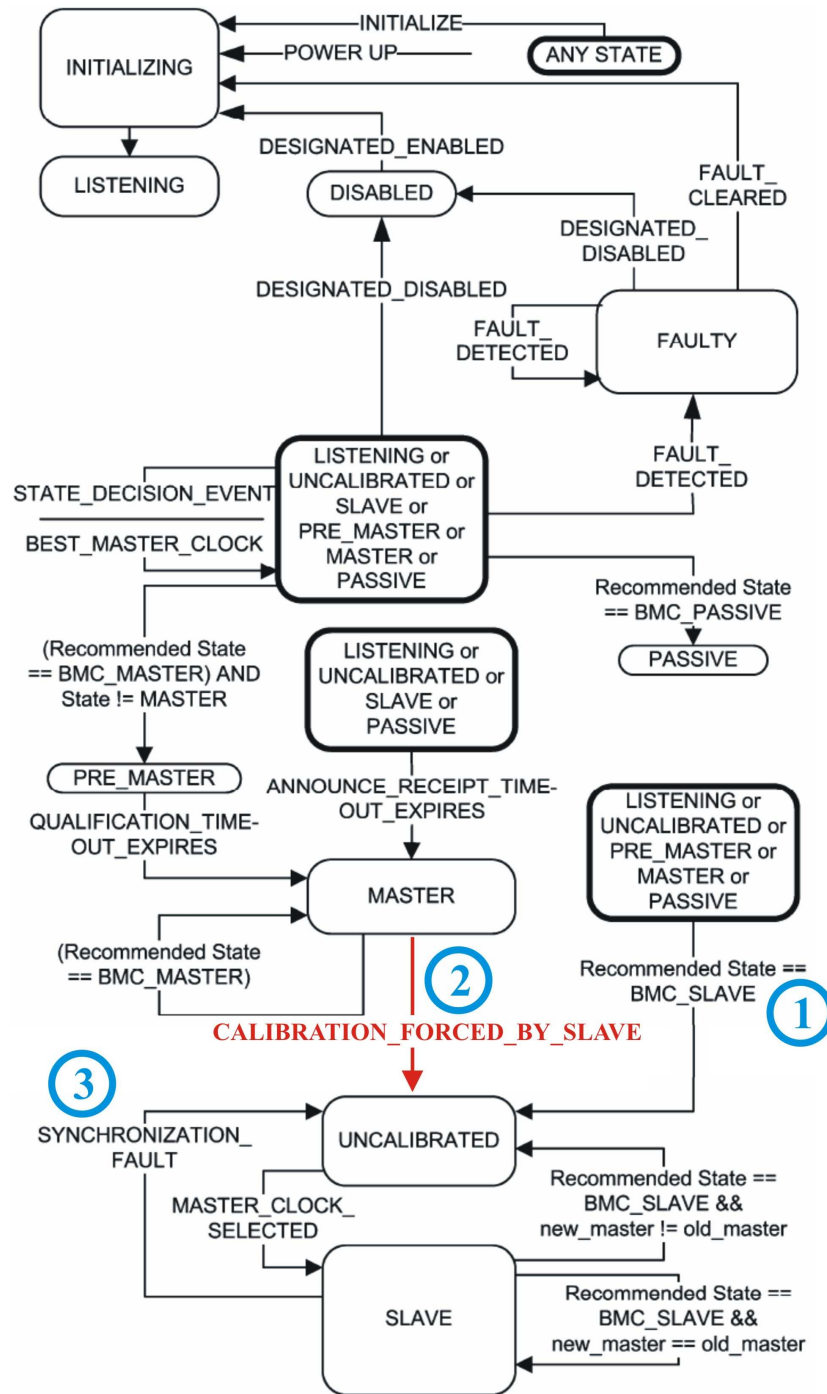 INITIALIZE
POWER UP
ANY STATE
INITIALIZING
DESIGNATED_ENABLED
LISTENING
DISABLED
FAULT_
CLEARED
DESIGNATED_
DISABLED
DESIGNATED_DISABLED
FAULT_
DETECTED
FAULTY
LISTENING or
UNCALIBRATED or
SLAVE or
PRE_MASTER or
MASTER or
PASSIVE
FAULT_
DETECTED
STATE_DECISION_EVENT
BEST_MASTER_CLOCK
Recommended State
== BMC_PASSIVE
PASSIVE
(Recommended State
== BMC_MASTER) AND
State != MASTER
LISTENING or
UNCALIBRATED or
SLAVE or
PASSIVE
PRE_MASTER
ANNOUNCE_RECEIPT_TIME-
OUT_EXPIRES
QUALIFICATION_TIME-
OUT_EXPIRES
LISTENING or
UNCALIBRATED or
PRE_MASTER or
MASTER or
PASSIVE
MASTER
(Recommended State
== BMC_MASTER)
2
Recommended State ==
BMC_SLAVE
1
CALIBRATION_FORCED_BY_SLAVE
3
SYNCHRONIZATION_
FAULT
UNCALIBRATED
MASTER_CLOCK_
SELECTED
Recommended State ==
BMC_SLAVE &&
new_master != old_master
SLAVE
Recommended State ==
BMC_SLAVE &&
new_master == old_master